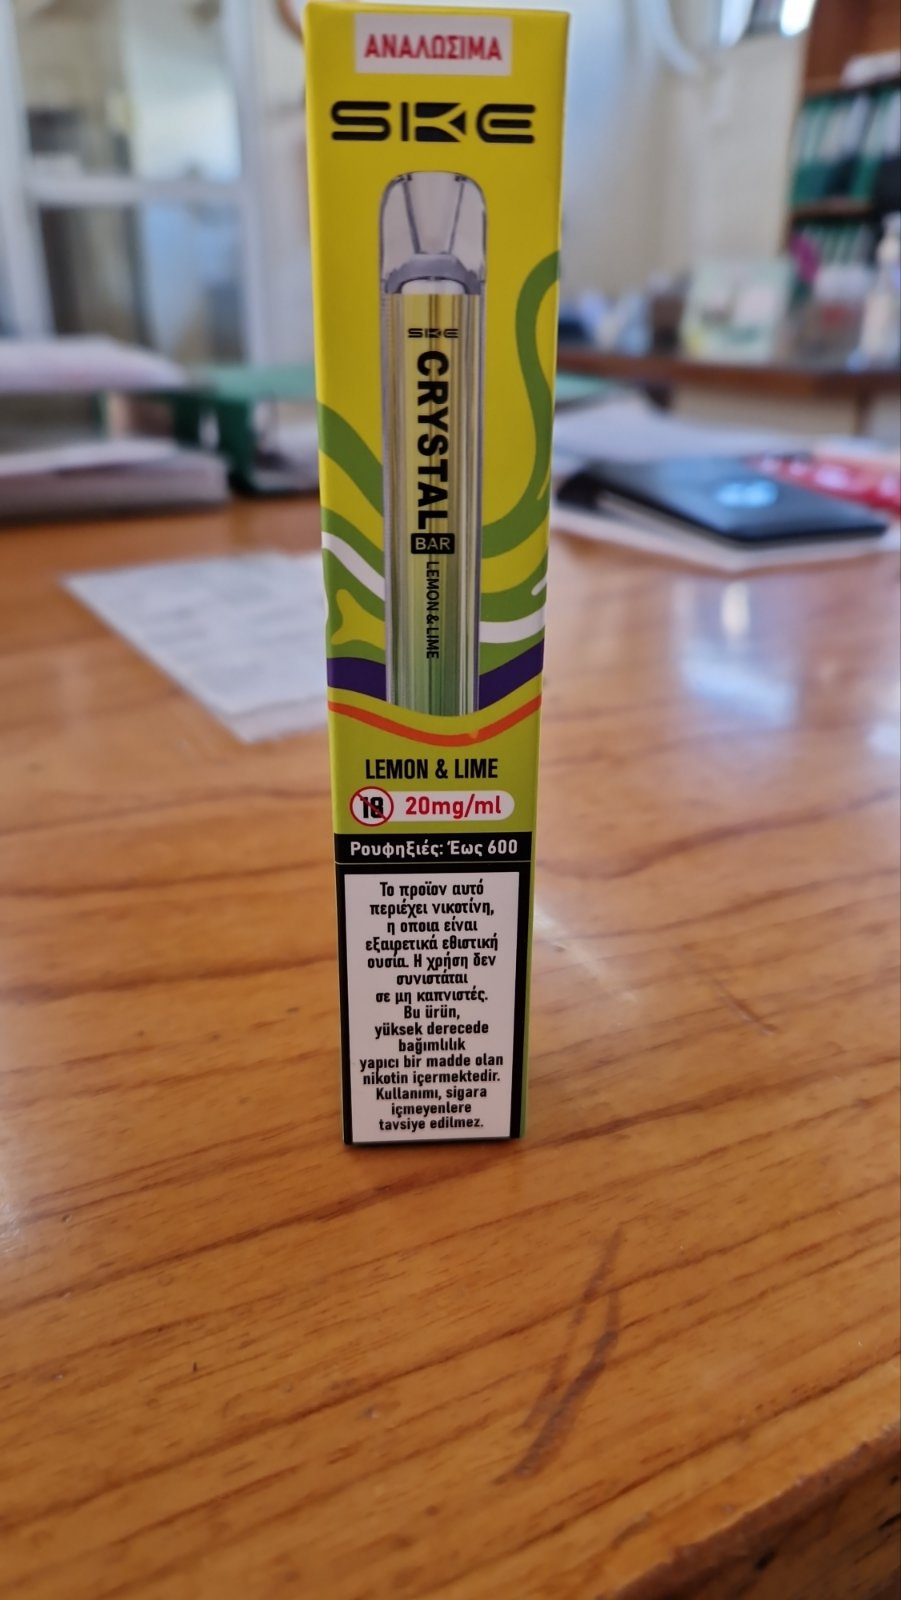 ΑΝΑΛΩΣΙΜΑ
SKE
SKE
CRYSTAL
BAR
LEMON & LIME
LEMON & LIME
18 20mg/ml
Ρουφηξιές: Έως 600
Το προϊον αυτό
περιέχει νικοτίνη,
η οποια είναι
εξαιρετικά εθιστική
ουσία. Η χρήση δεν
συνιστάται
σε μη καπνιστές.
Bu ürün,
yüksek derecede
bağımlılık
yapıcı bir madde olan
nikotin içermektedir.
Kullanımı, sigara
içmeyenlere
tavsiye edilmez.